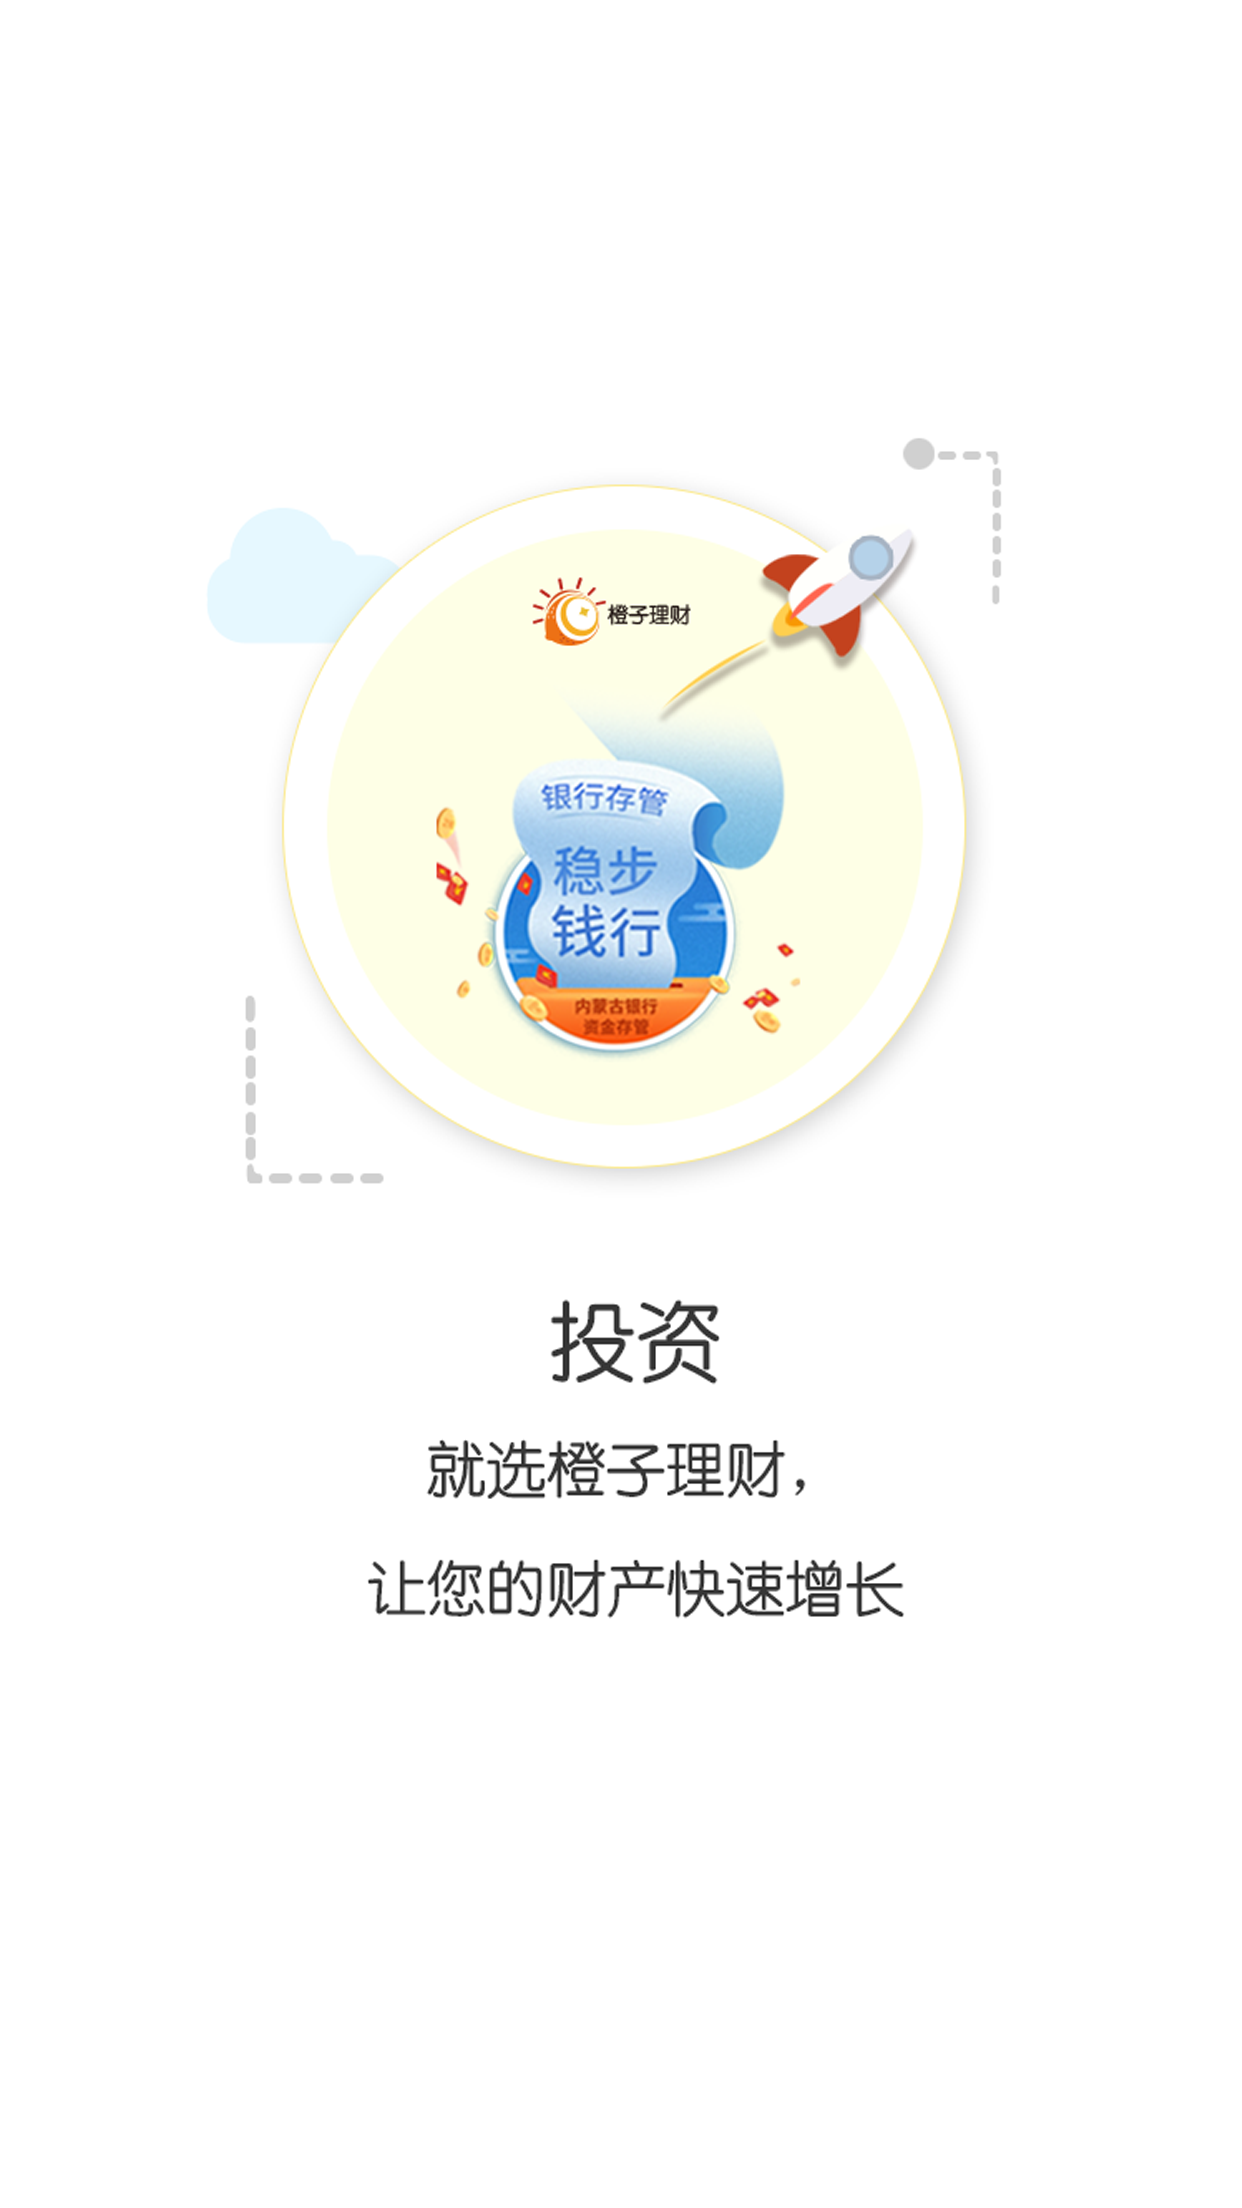 橙子理财
银行存管
稳步
钱行
内蒙古银行
资金存管
投资
就选橙子理财，
让您的财产快速增长